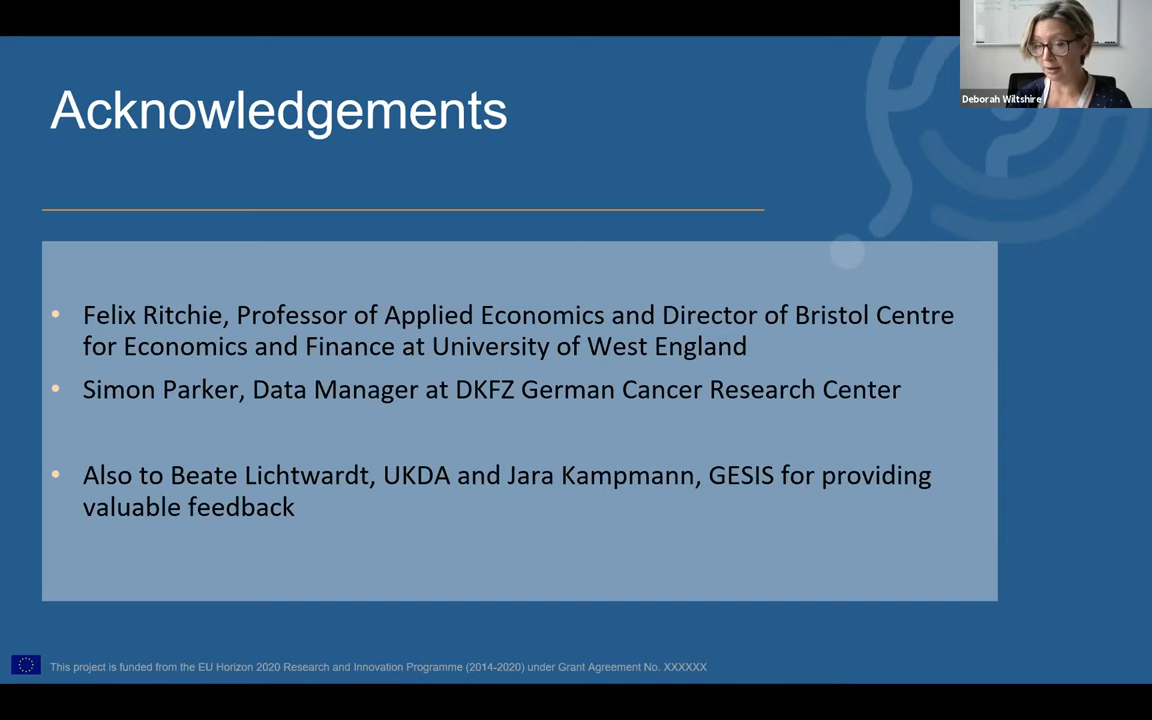 Acknowledgements
Deborah Wiltshire
• Felix Ritchie, Professor of Applied Economics and Director of Bristol Centre
for Economics and Finance at University of West England
• Simon Parker, Data Manager at DKFZ German Cancer Research Center
• Also to Beate Lichtwardt, UKDA and Jara Kampmann, GESIS for providing
valuable feedback
This project is funded from the EU Horizon 2020 Research and Innovation Programme (2014-2020) under Grant Agreement No. XXXXXX